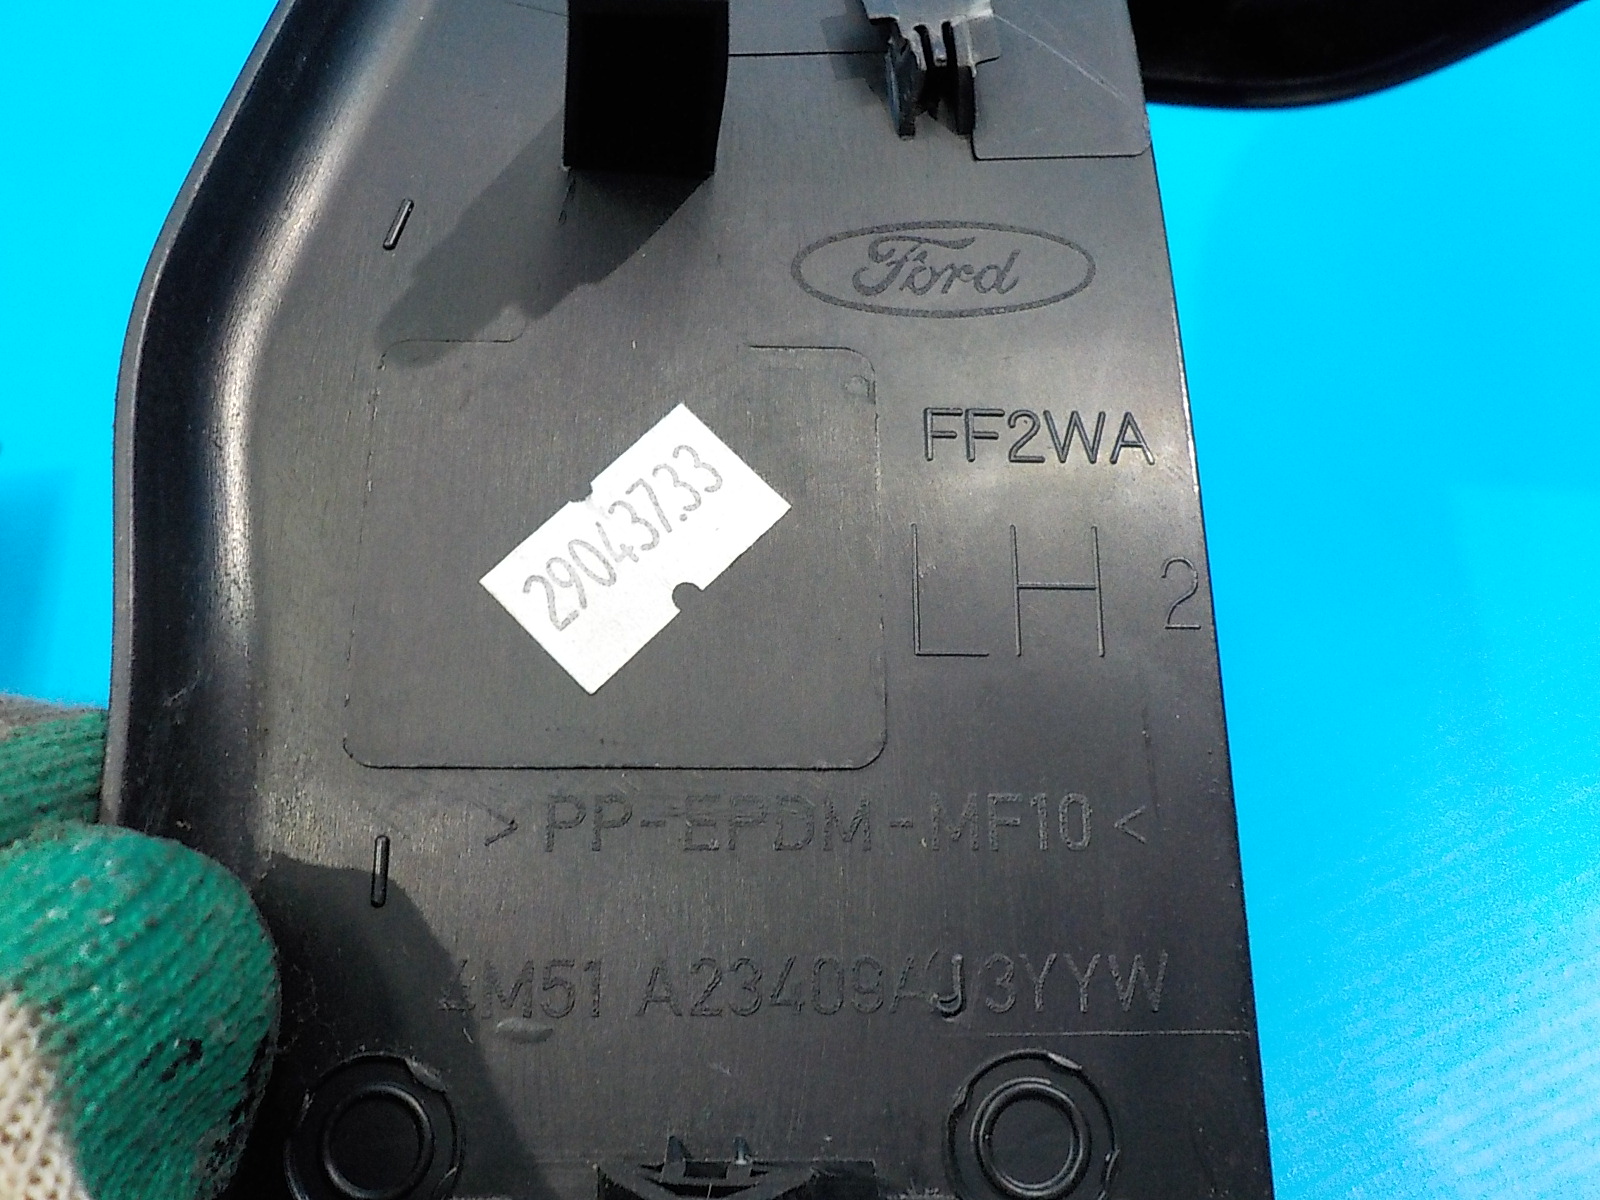 Ford
FF2WA
29043733
LH 2
>PP-EPDM-MF10<
4M51 A23409AJ3YYW